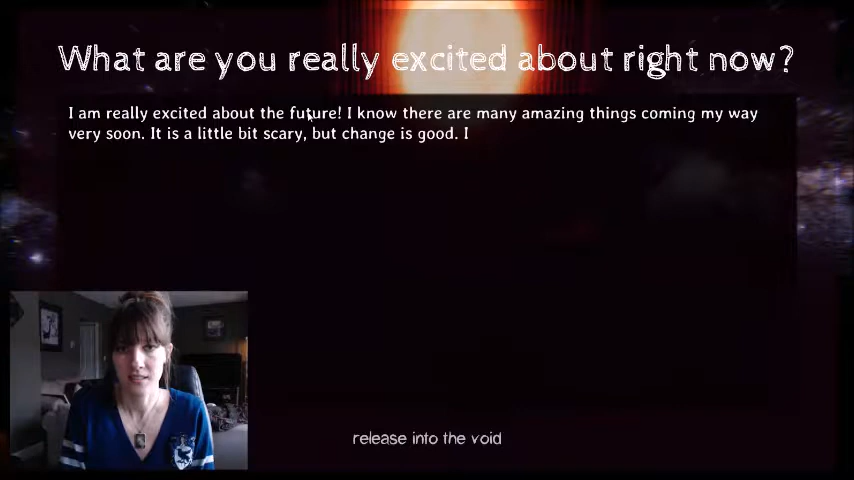 What are you really excited about right now?
I am really excited about the future! I know there are many amazing things coming my way
very soon. It is a little bit scary, but change is good. I
release into the void